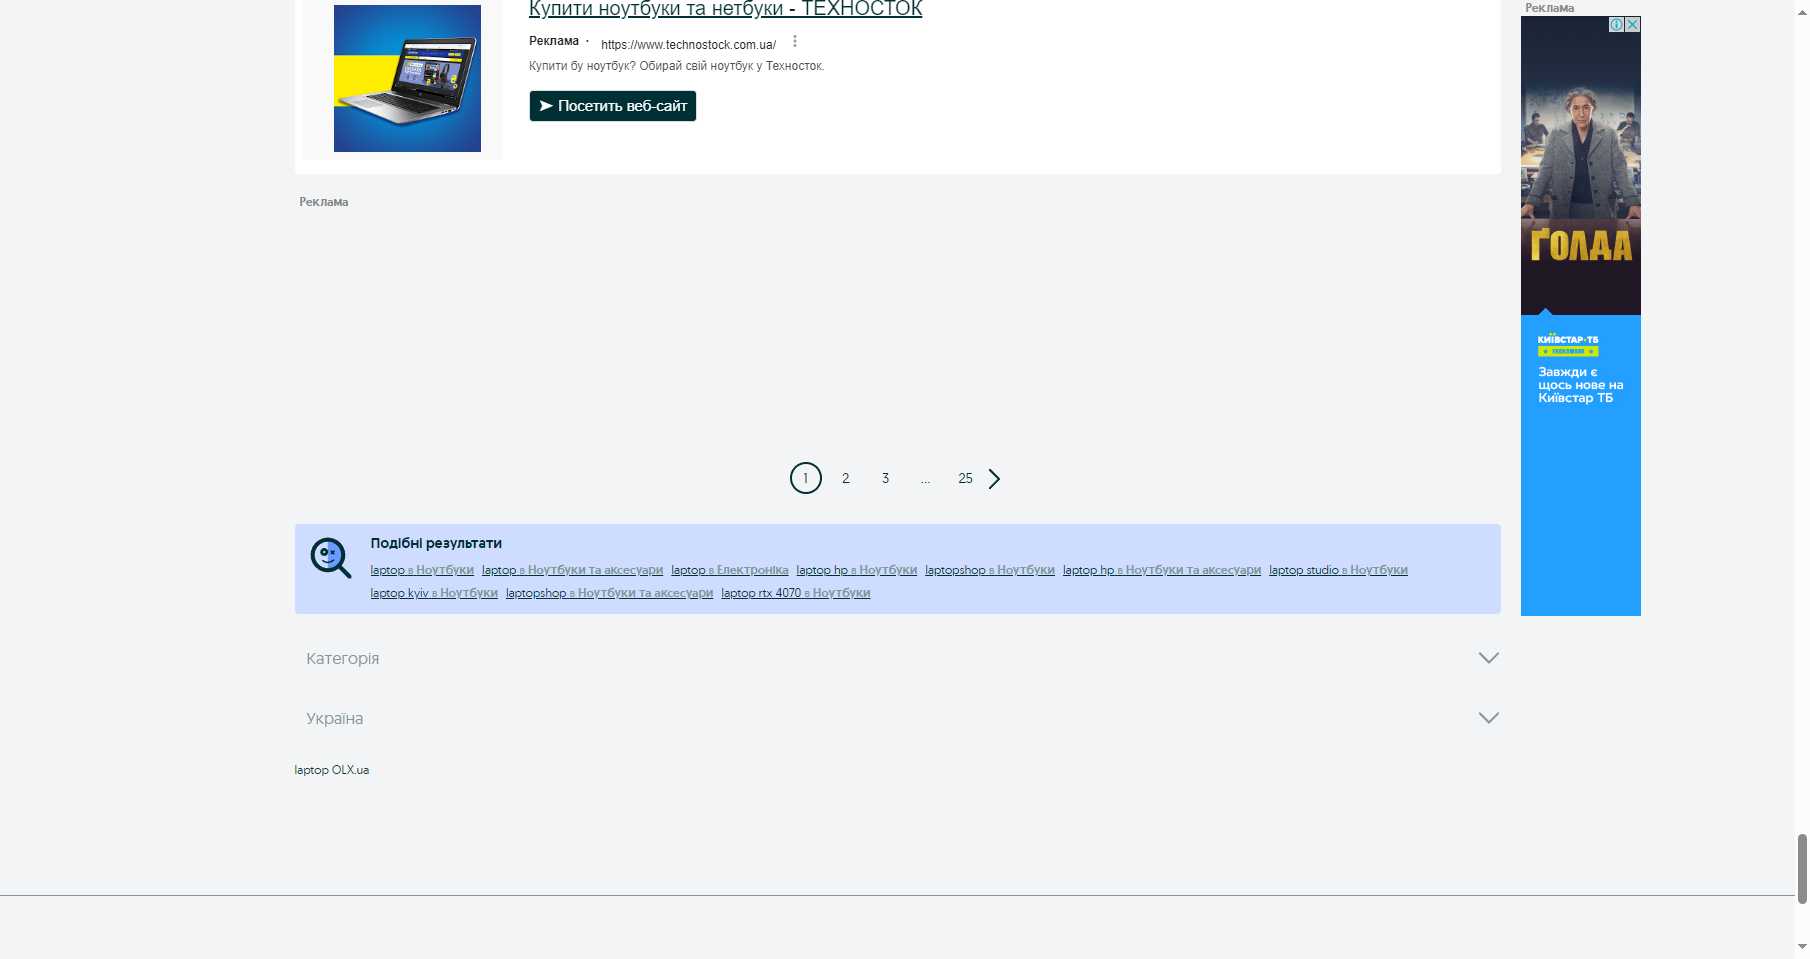 Купити ноутбуки та нетбуки - ТЕХНОСТОК
Реклама · https://www.technostock.com.ua/
Купити бу ноутбук? Обирай свій ноутбук у Техносток.
Посетить веб-сайт
Реклама
Реклама
ҐОЛДА
КИЇВСТАР·ТБ
Завжди є
щось нове на
Київстар ТБ
1 2 3 ... 25
Подібні результати
laptop в Ноутбуки laptop в Ноутбуки та аксесуари laptop в Електроніка laptop hp в Ноутбуки laptopshop в Ноутбуки laptop hp в Ноутбуки та аксесуари laptop studio в Ноутбуки
laptop kyiv в Ноутбуки laptopshop в Ноутбуки та аксесуари laptop rtx 4070 в Ноутбуки
Категорія
Україна
laptop OLX.ua